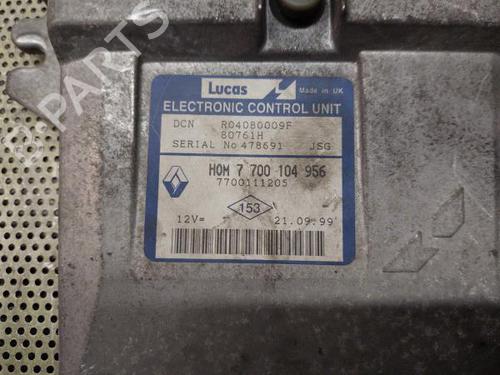 B-PARTS
Lucas
Made in UK
ELECTRONIC CONTROL UNIT
DCN R04080009F
80761H
SERIAL No 478691 JSG
HOM 7 700 104 956
7700111205
153
12V= 21.09.99